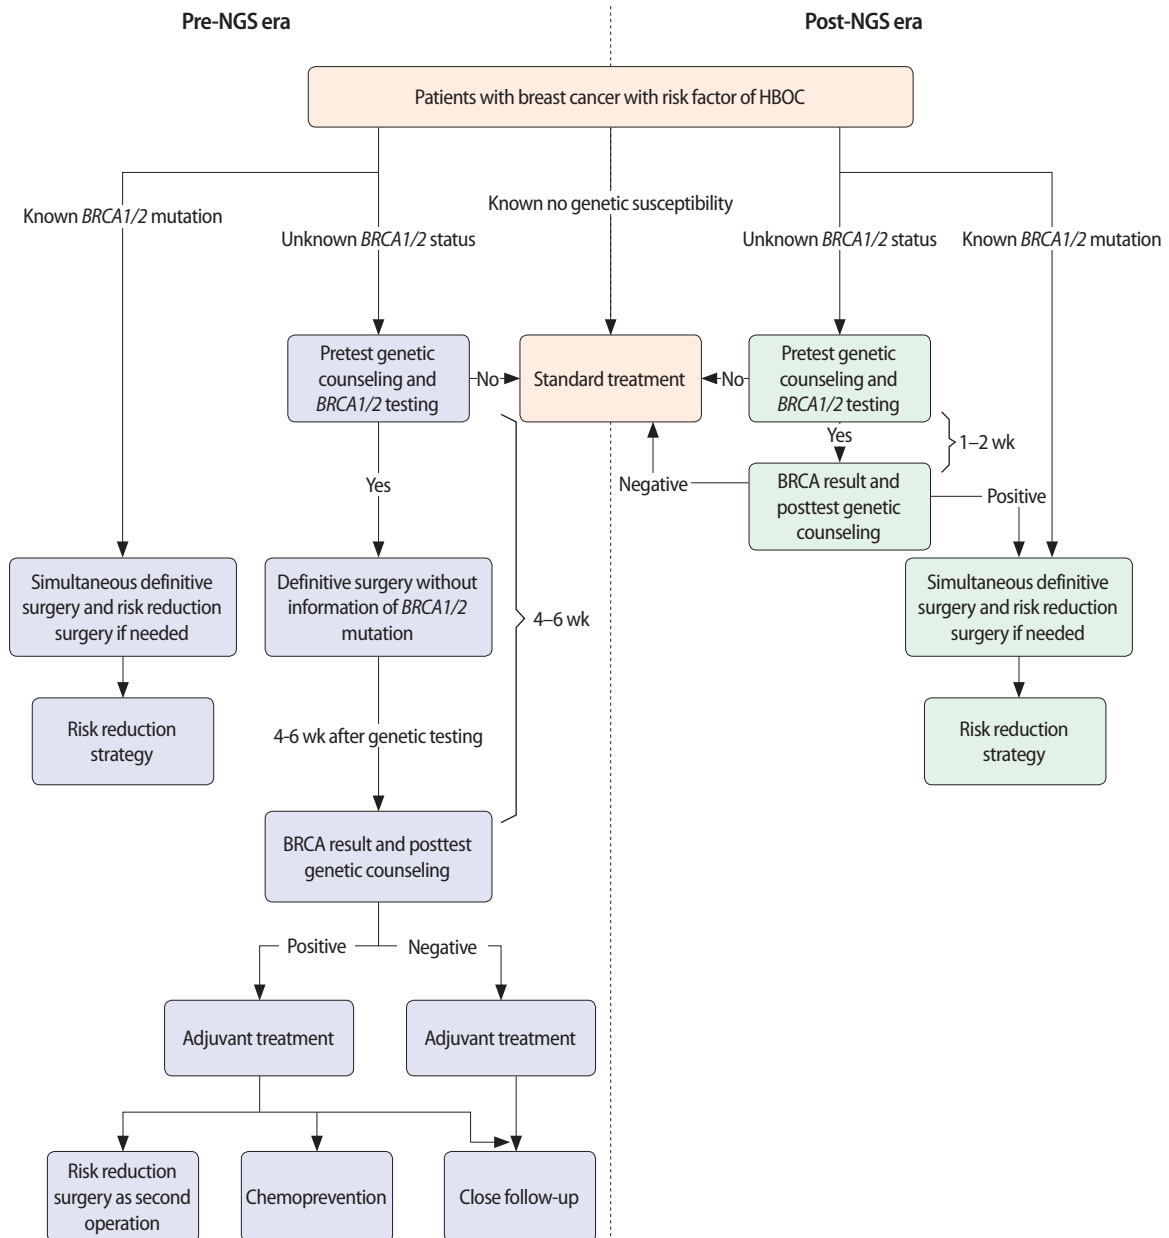 Pre-NGS era
Post-NGS era
Patients with breast cancer with risk factor of HBOC
Known BRCA1/2 mutation
Known no genetic susceptibility
Unknown BRCA1/2 status
Unknown BRCA1/2 status
Known BRCA1/2 mutation
Pretest genetic
counseling and
BRCA1/2 testing
No
Standard treatment
No
Pretest genetic
counseling and
BRCA1/2 testing
Yes
1–2 wk
Yes
Negative
BRCA result and
posttest genetic
counseling
Positive
Simultaneous definitive
surgery and risk reduction
surgery if needed
Definitive surgery without
information of BRCA1/2
mutation
4–6 wk
Simultaneous definitive
surgery and risk reduction
surgery if needed
Risk reduction
strategy
4-6 wk after genetic testing
Risk reduction
strategy
BRCA result and posttest
genetic counseling
Positive
Negative
Adjuvant treatment
Adjuvant treatment
Risk reduction
surgery as second
operation
Chemoprevention
Close follow-up